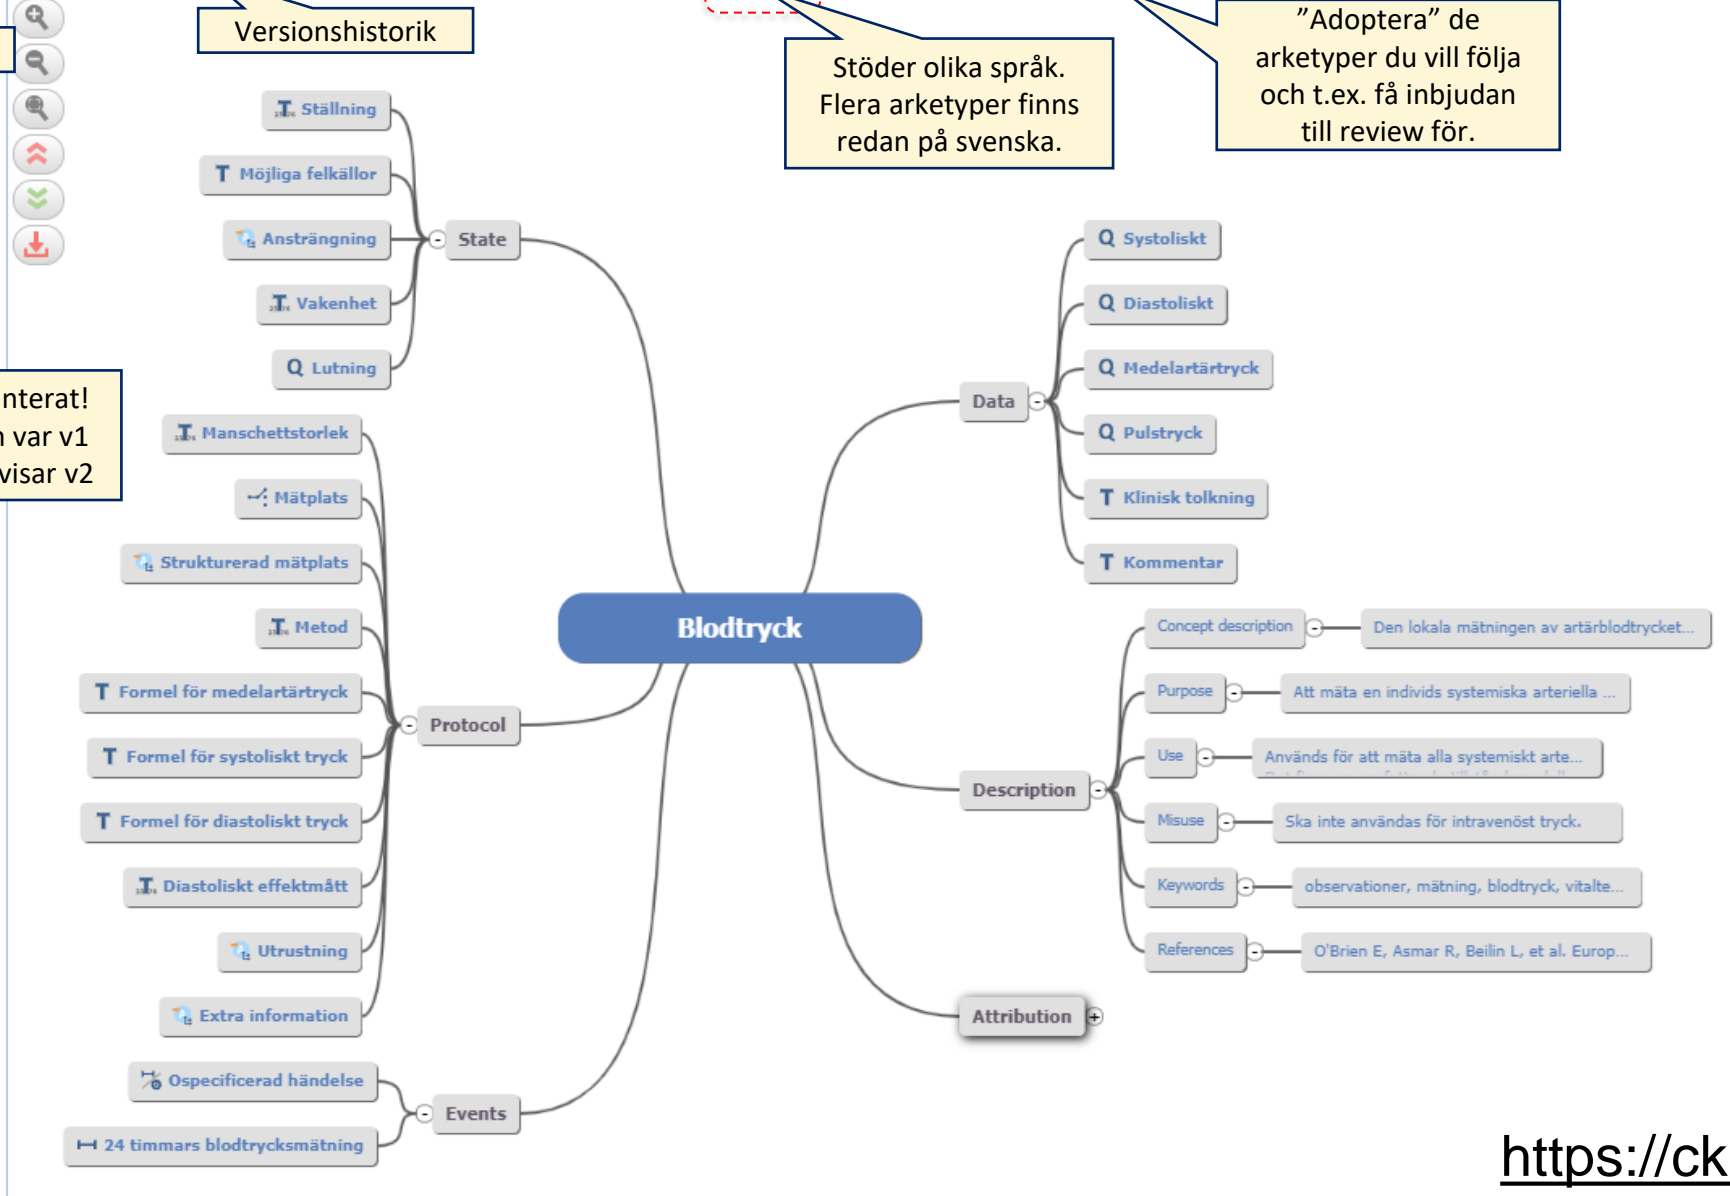 Versionshistorik
Stöder olika språk.
Flera arketyper finns
redan på svenska.
”Adoptera” de
arketyper du vill följa
och t.ex. få inbjudan
till review för.
nterat!
var v1
visar v2
Blodtryck
State
Ställning
T Möjliga felkällor
Ansträngning
Vakenhet
Q Lutning
Protocol
Manschettstorlek
Mätplats
Strukturerad mätplats
Metod
T Formel för medelartärtryck
T Formel för systoliskt tryck
T Formel för diastoliskt tryck
Diastoliskt effektmått
Utrustning
Extra information
Events
Ospecificerad händelse
24 timmars blodtrycksmätning
Data
Q Systoliskt
Q Diastoliskt
Q Medelartärtryck
Q Pulstryck
T Klinisk tolkning
T Kommentar
Description
Concept description
Den lokala mätningen av artärblodtrycket...
Purpose
Att mäta en individs systemiska arteriella ...
Use
Används för att mäta alla systemiskt arte...
Misuse
Ska inte användas för intravenöst tryck.
Keywords
observationer, mätning, blodtryck, vitalte...
References
O'Brien E, Asmar R, Beilin L, et al. Europ...
Attribution
https://ck